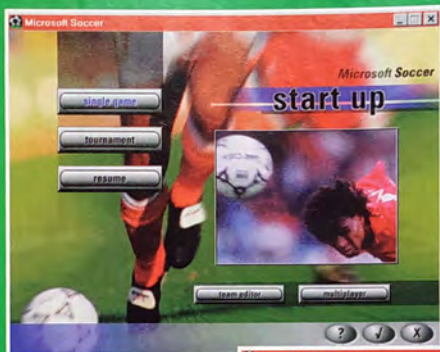 Microsoft Soccer
Microsoft Soccer
start up
single game
tournament
resume
team editor
multiplayer
? √ X